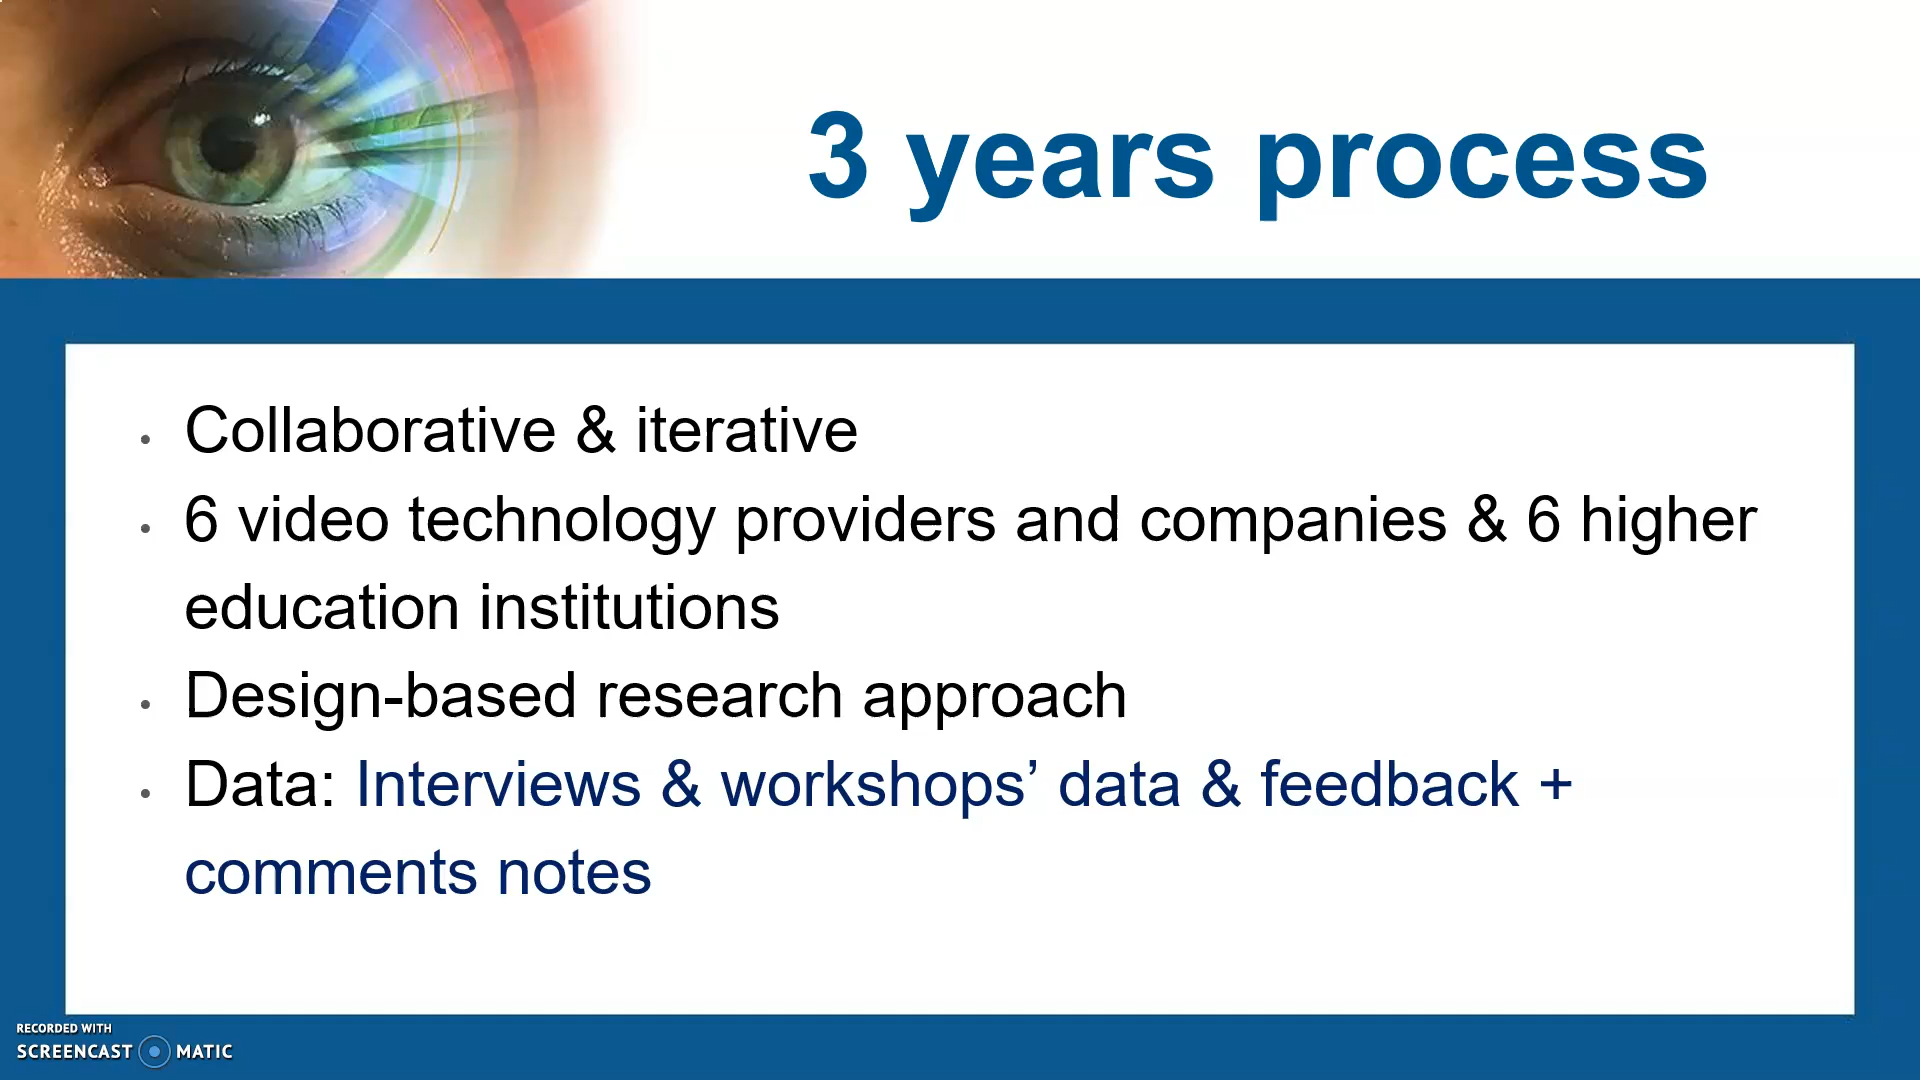 3 years process
• Collaborative & iterative
• 6 video technology providers and companies & 6 higher
education institutions
• Design-based research approach
• Data: Interviews & workshops’ data & feedback +
comments notes
RECORDED WITH
SCREENCAST MATIC